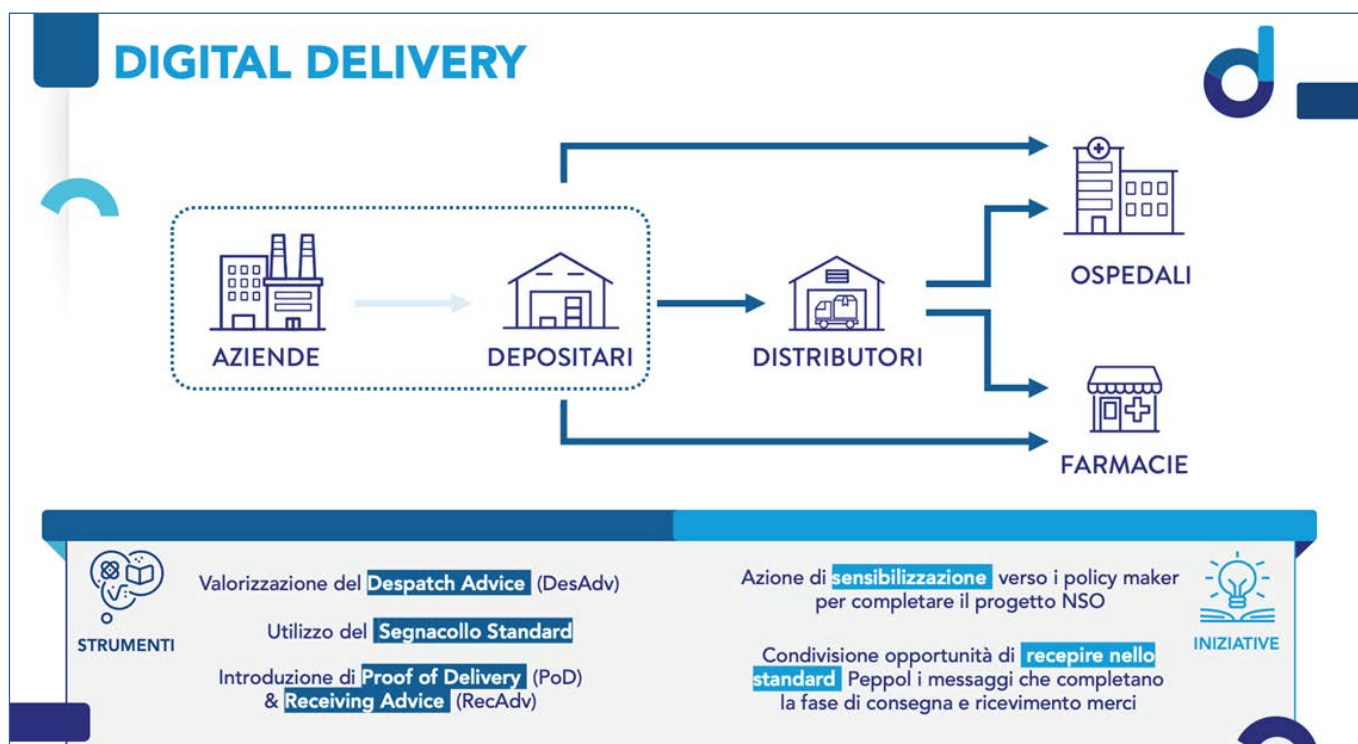 DIGITAL DELIVERY
OSPEDALI
AZIENDE
DEPOSITARI
DISTRIBUTORI
FARMACIE
STRUMENTI
Valorizzazione del Despatch Advice (DesAdv)
Utilizzo del Segnacollo Standard
Introduzione di Proof of Delivery (PoD)
& Receiving Advice (RecAdv)
Azione di sensibilizzazione verso i policy maker
per completare il progetto NSO
Condivisione opportunità di recepire nello
standard Peppol i messaggi che completano
la fase di consegna e ricevimento merci
INIZIATIVE